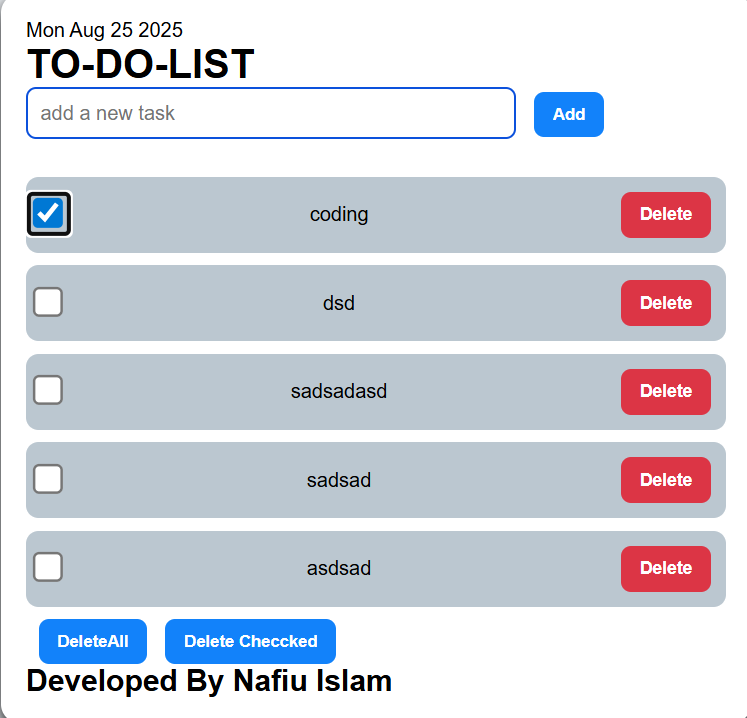 Mon Aug 25 2025
TO-DO-LIST
add a new task Add
coding Delete
dsd Delete
sadsadasd Delete
sadsad Delete
asdsad Delete
DeleteAll Delete Checcked
Developed By Nafiu Islam